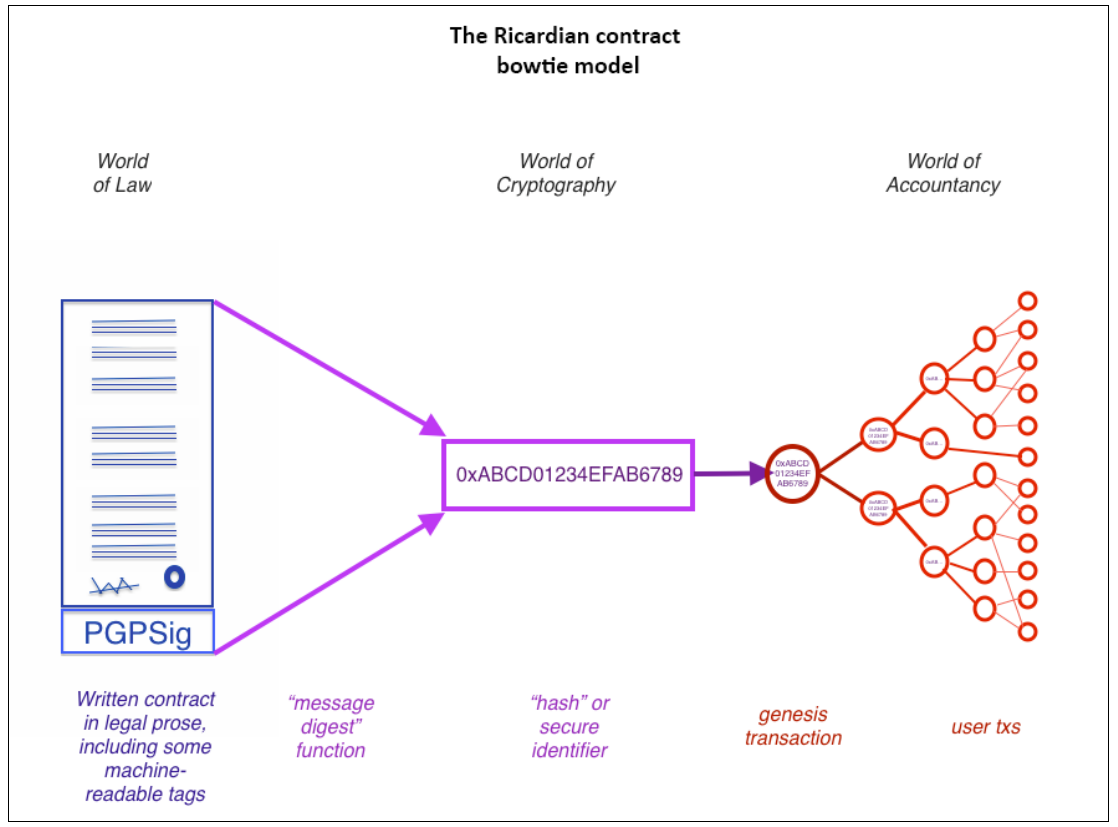 The Ricardian contract
bowtie model
World
of Law
World of
Cryptography
World of
Accountancy
0xABCD01234EFAB6789
0xABCD
01234EF
AB6789
0xABCD
01234EF
AB6789
0xABCD
01234EF
AB6789
0xAB...
0xAB...
0xAB...
0xAB...
PGPSig
Written contract
in legal prose,
including some
machine-
readable tags
“message
digest”
function
“hash” or
secure
identifier
genesis
transaction
user txs